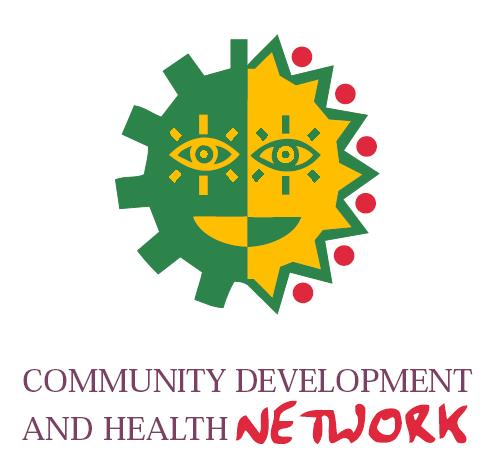 COMMUNITY DEVELOPMENT
AND HEALTH NETWORK